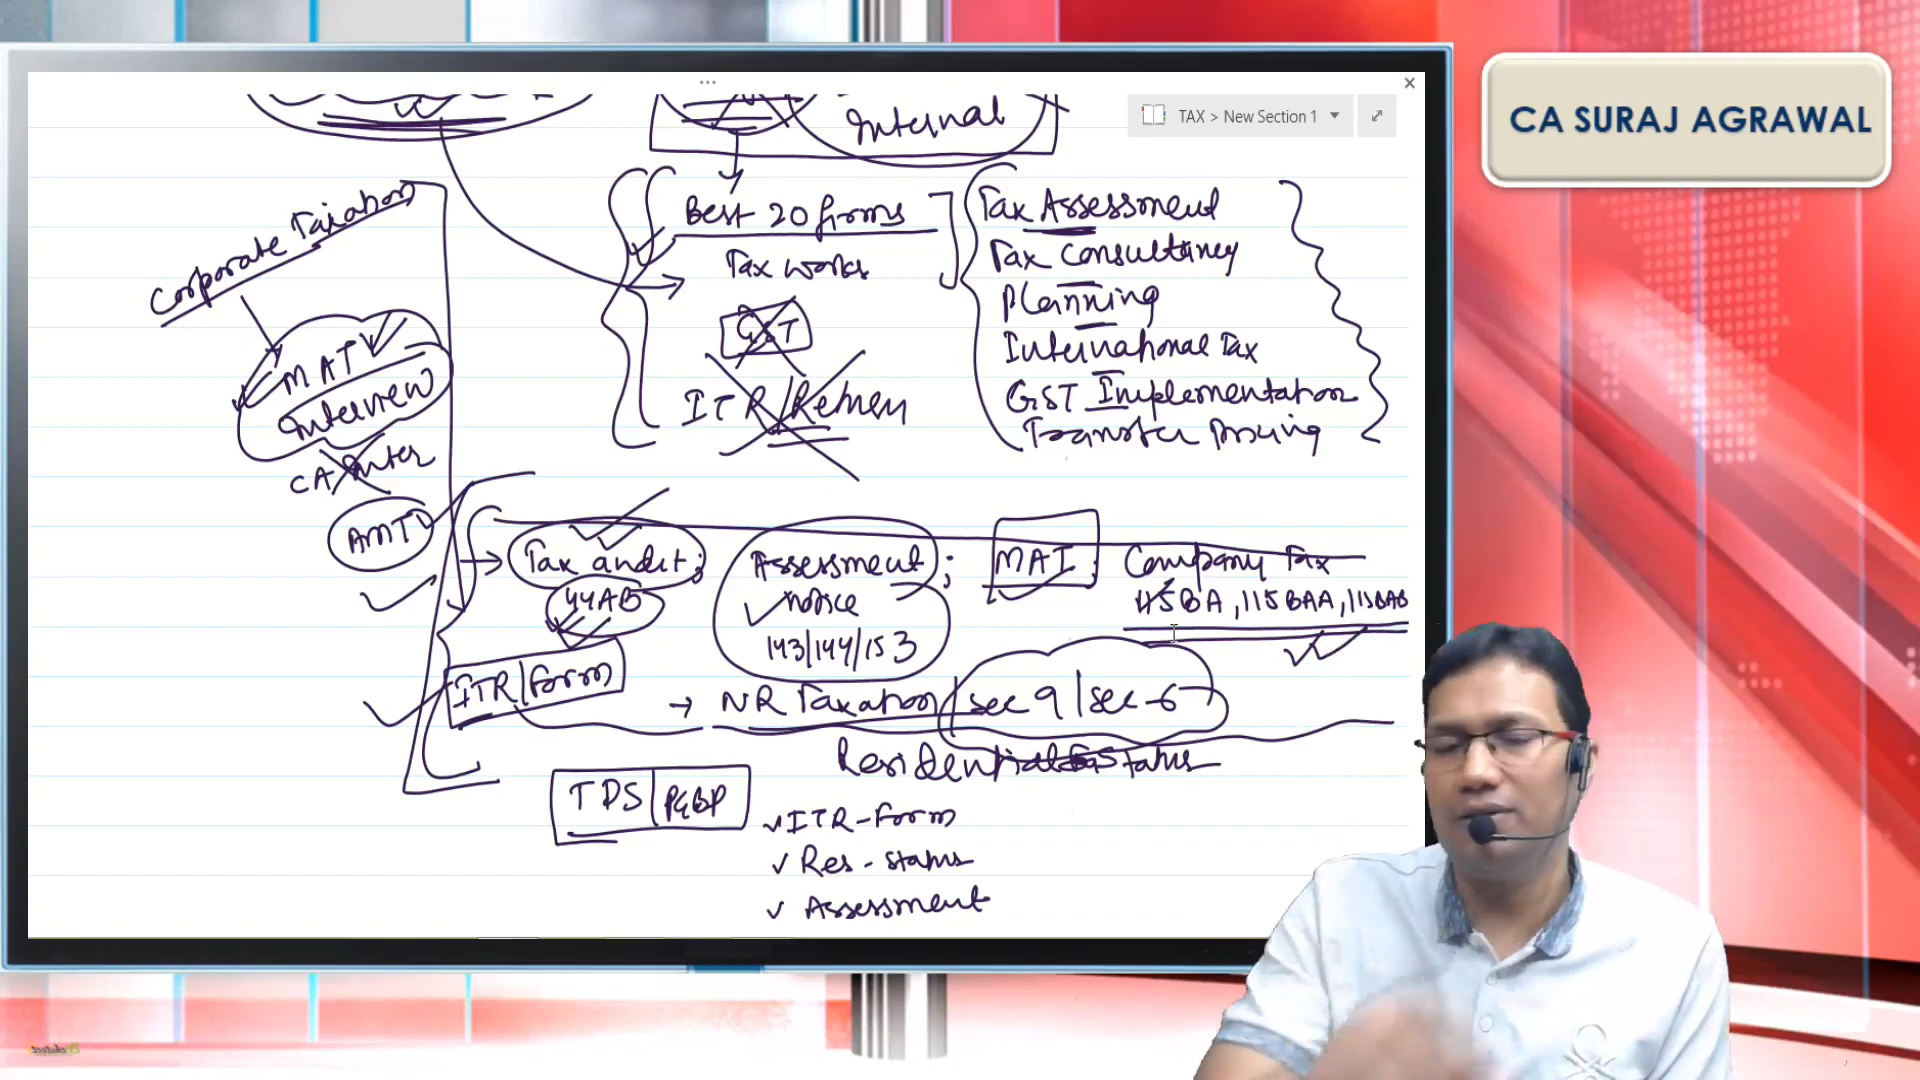 CA SURAJ AGRAWAL
TAX > New Section 1
Internal
Corporate Taxation
MAT
Interview
CA Inter
AMT
Best 20 firms
Tax works
GST
ITR/Return
Tax Assessment
Tax Consultancy
Planning
International Tax
GST Implementation
Transfer Pricing
Tax audit;
44AB
ITR/Form
Assessment;
notice
143/144/153
MAT;
Company Tax
115BA, 115BAA, 115BAB
→ NR Taxation / sec 9 / sec-6
Residential Status
TDS | PGBP
✓ ITR-Form
✓ Res-status
✓ Assessment